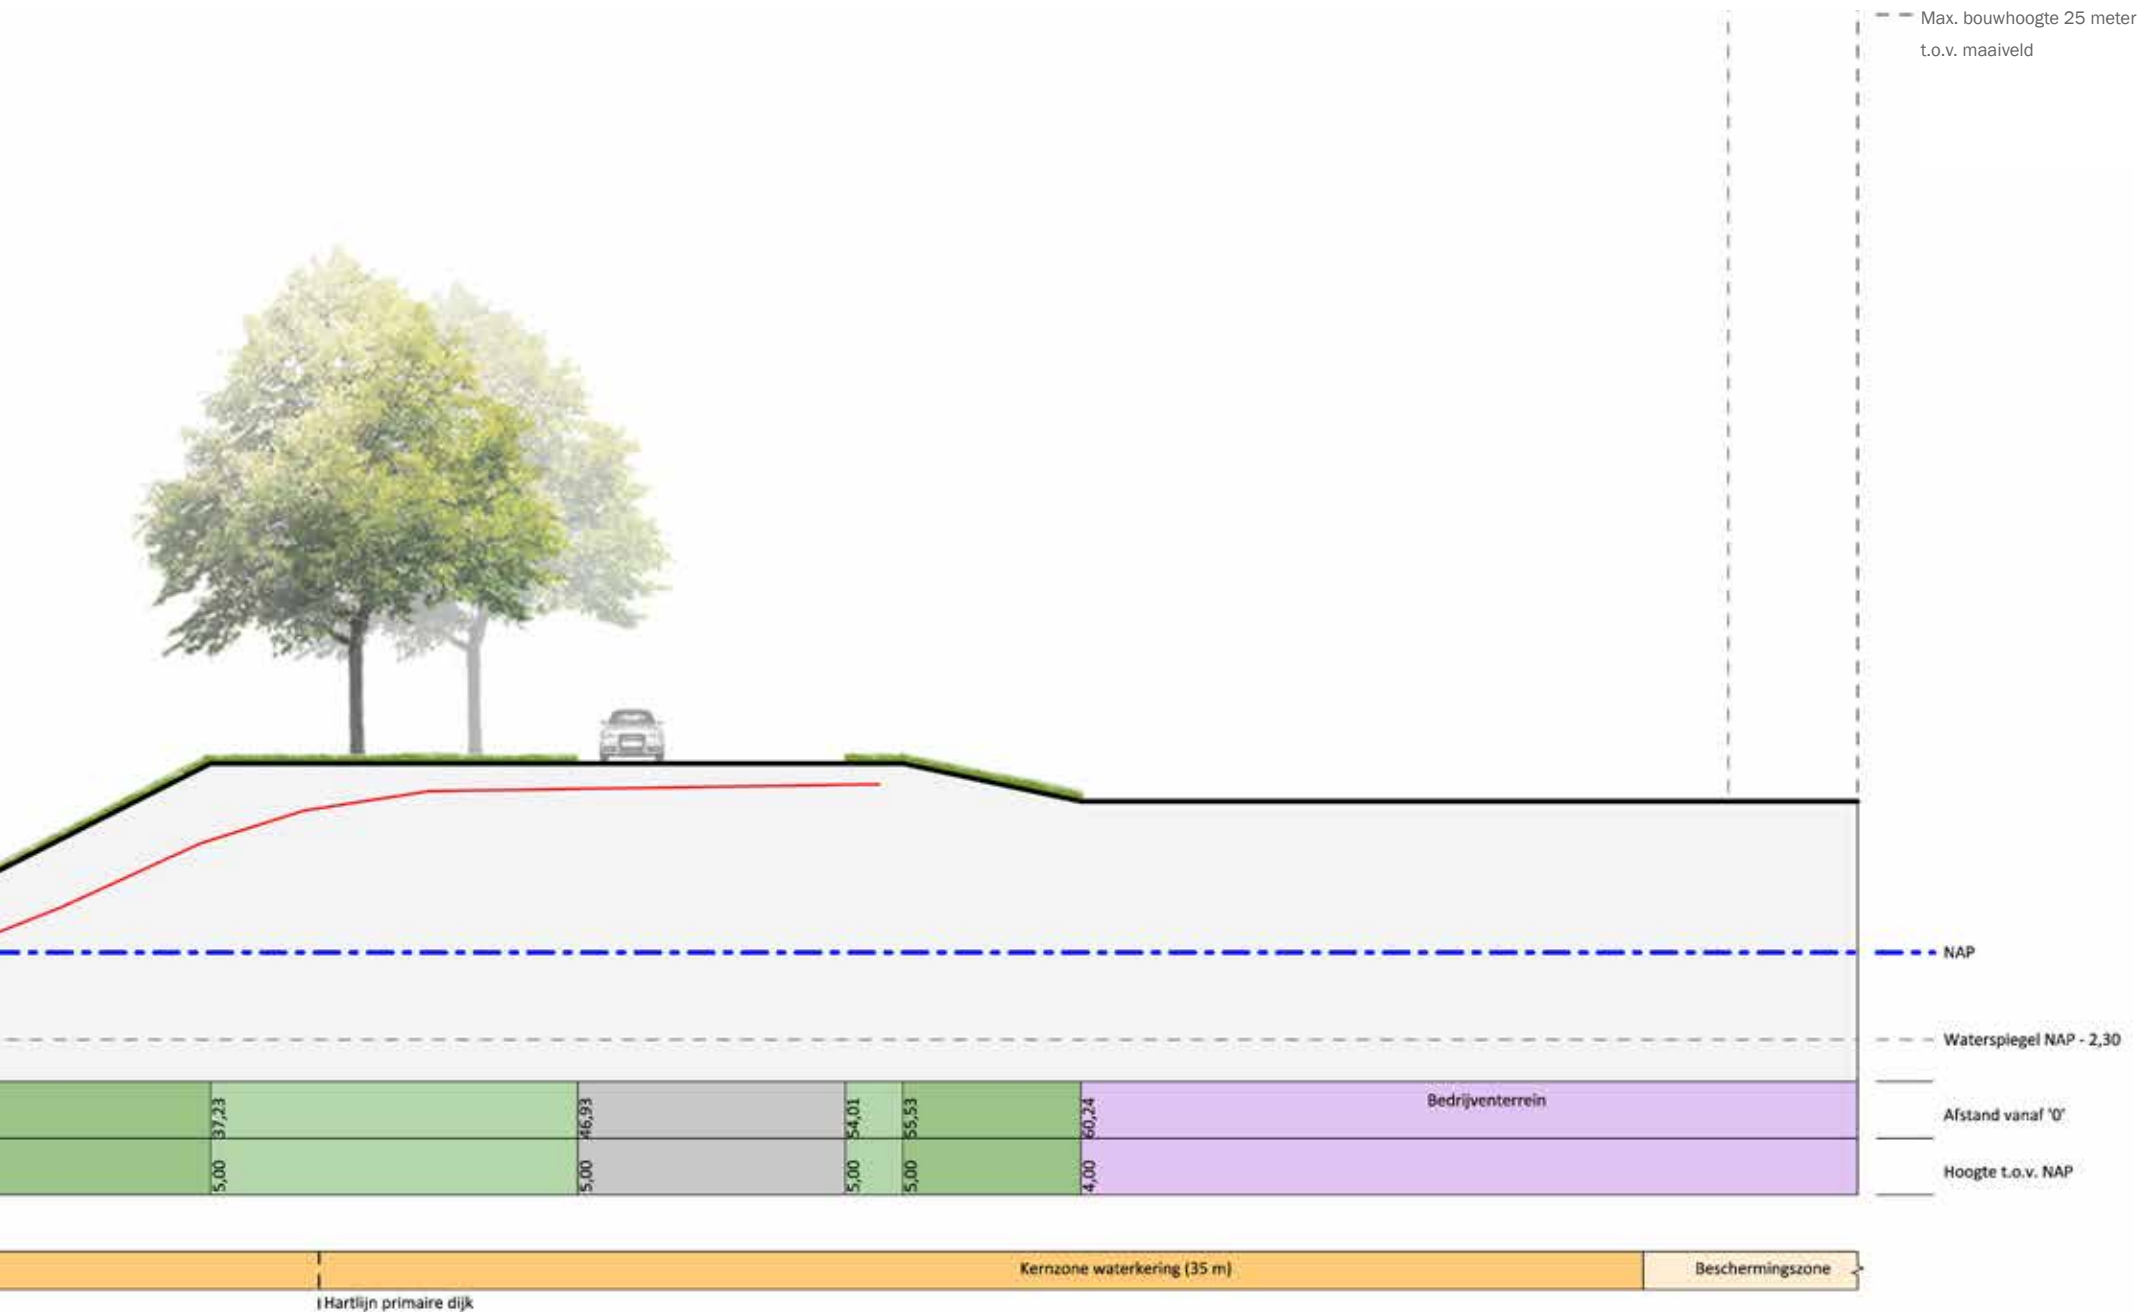 Max. bouwhoogte 25 meter
t.o.v. maaiveld
NAP
Waterspiegel NAP - 2,30
37,23
46,93
54,01
55,53
60,24
Bedrijventerrein
Afstand vanaf '0'
5,00
5,00
5,00
5,00
4,00
Hoogte t.o.v. NAP
Kernzone waterkering (35 m)
Beschermingszone
Hartlijn primaire dijk